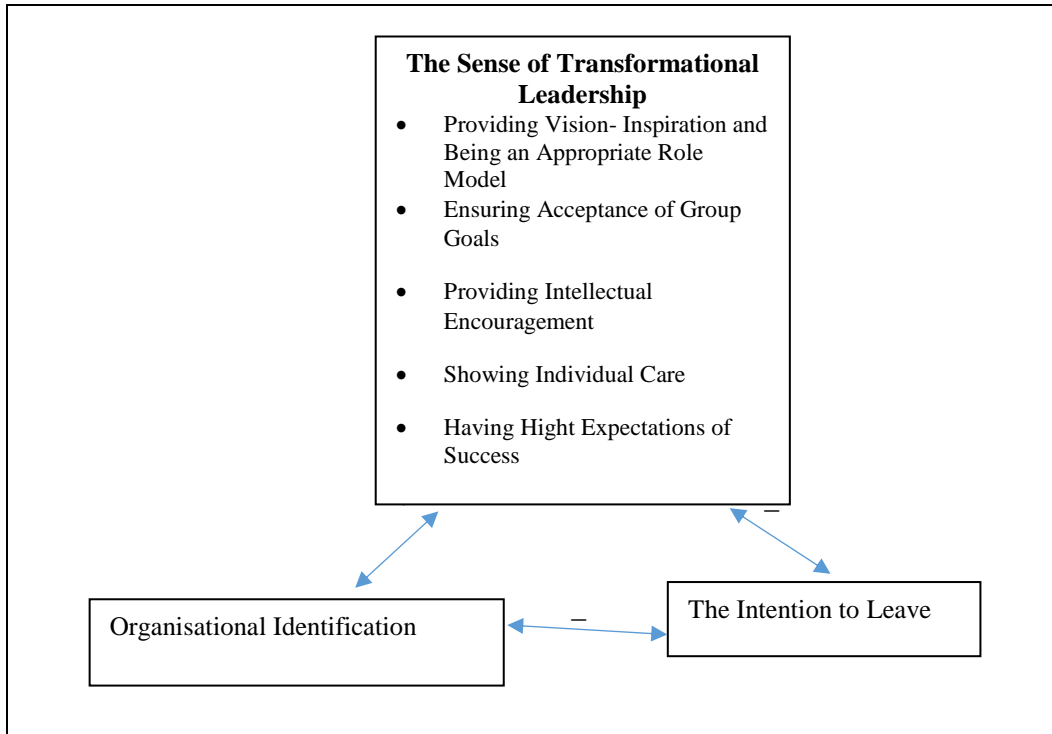 The Sense of Transformational
Leadership
• Providing Vision- Inspiration and
Being an Appropriate Role
Model
• Ensuring Acceptance of Group
Goals
• Providing Intellectual
Encouragement
• Showing Individual Care
• Having Hight Expectations of
Success
–
Organisational Identification
–
The Intention to Leave